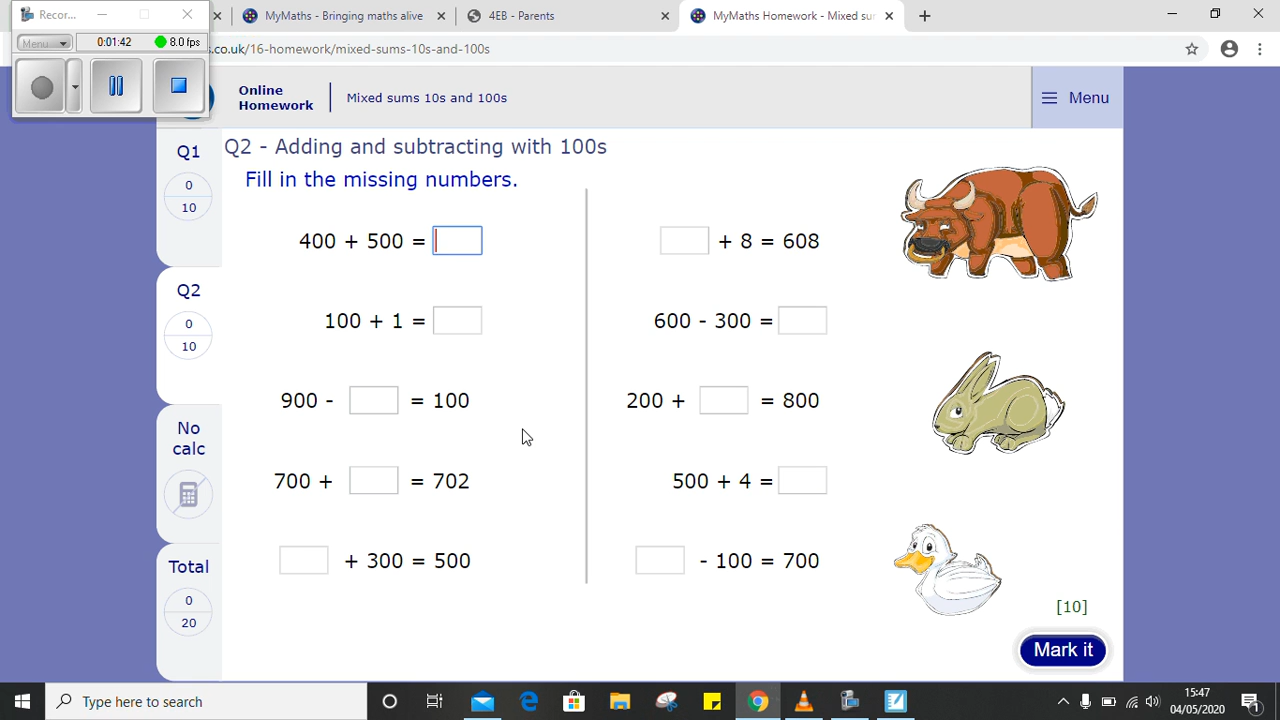 Recor...
MyMaths - Bringing maths alive
4EB - Parents
MyMaths Homework - Mixed sum
Menu
0:01:42
8.0 fps
s.co.uk/16-homework/mixed-sums-10s-and-100s
Online
Homework
Mixed sums 10s and 100s
Menu
Q1
0
10
Q2
0
10
No
calc
Total
0
20
Q2 - Adding and subtracting with 100s
Fill in the missing numbers.
400 + 500 =
100 + 1 =
900 - = 100
700 + = 702
+ 300 = 500
+ 8 = 608
600 - 300 =
200 + = 800
500 + 4 =
- 100 = 700
[10]
Mark it
Type here to search
15:47
04/05/2020
1